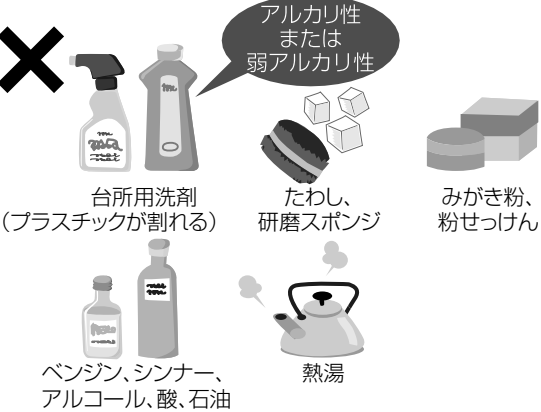 アルカリ性
または
弱アルカリ性
台所用洗剤
（プラスチックが割れる）
たわし、
研磨スポンジ
みがき粉、
粉せっけん
ベンジン、シンナー、
アルコール、酸、石油
熱湯